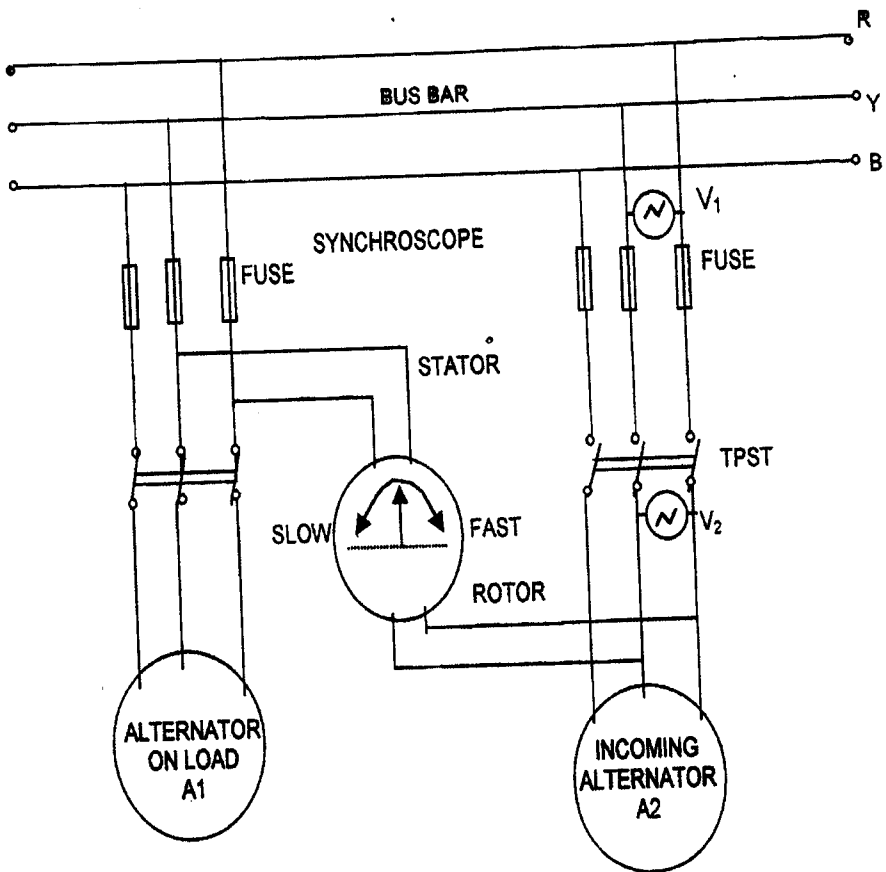 R
BUS BAR
Y
B
V1
SYNCHROSCOPE
FUSE
FUSE
STATOR
TPST
SLOW
FAST
V2
ROTOR
ALTERNATOR
ON LOAD
A1
INCOMING
ALTERNATOR
A2